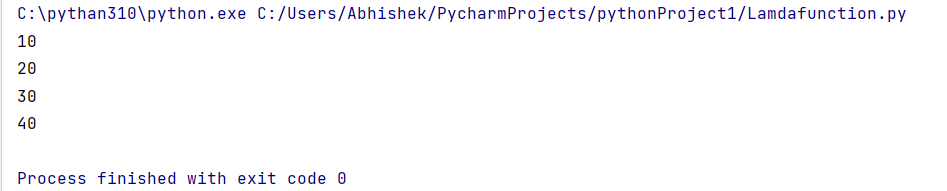 C:\pythan310\python.exe C:/Users/Abhishek/PycharmProjects/pythonProject1/Lamdafunction.py
10
20
30
40
Process finished with exit code 0